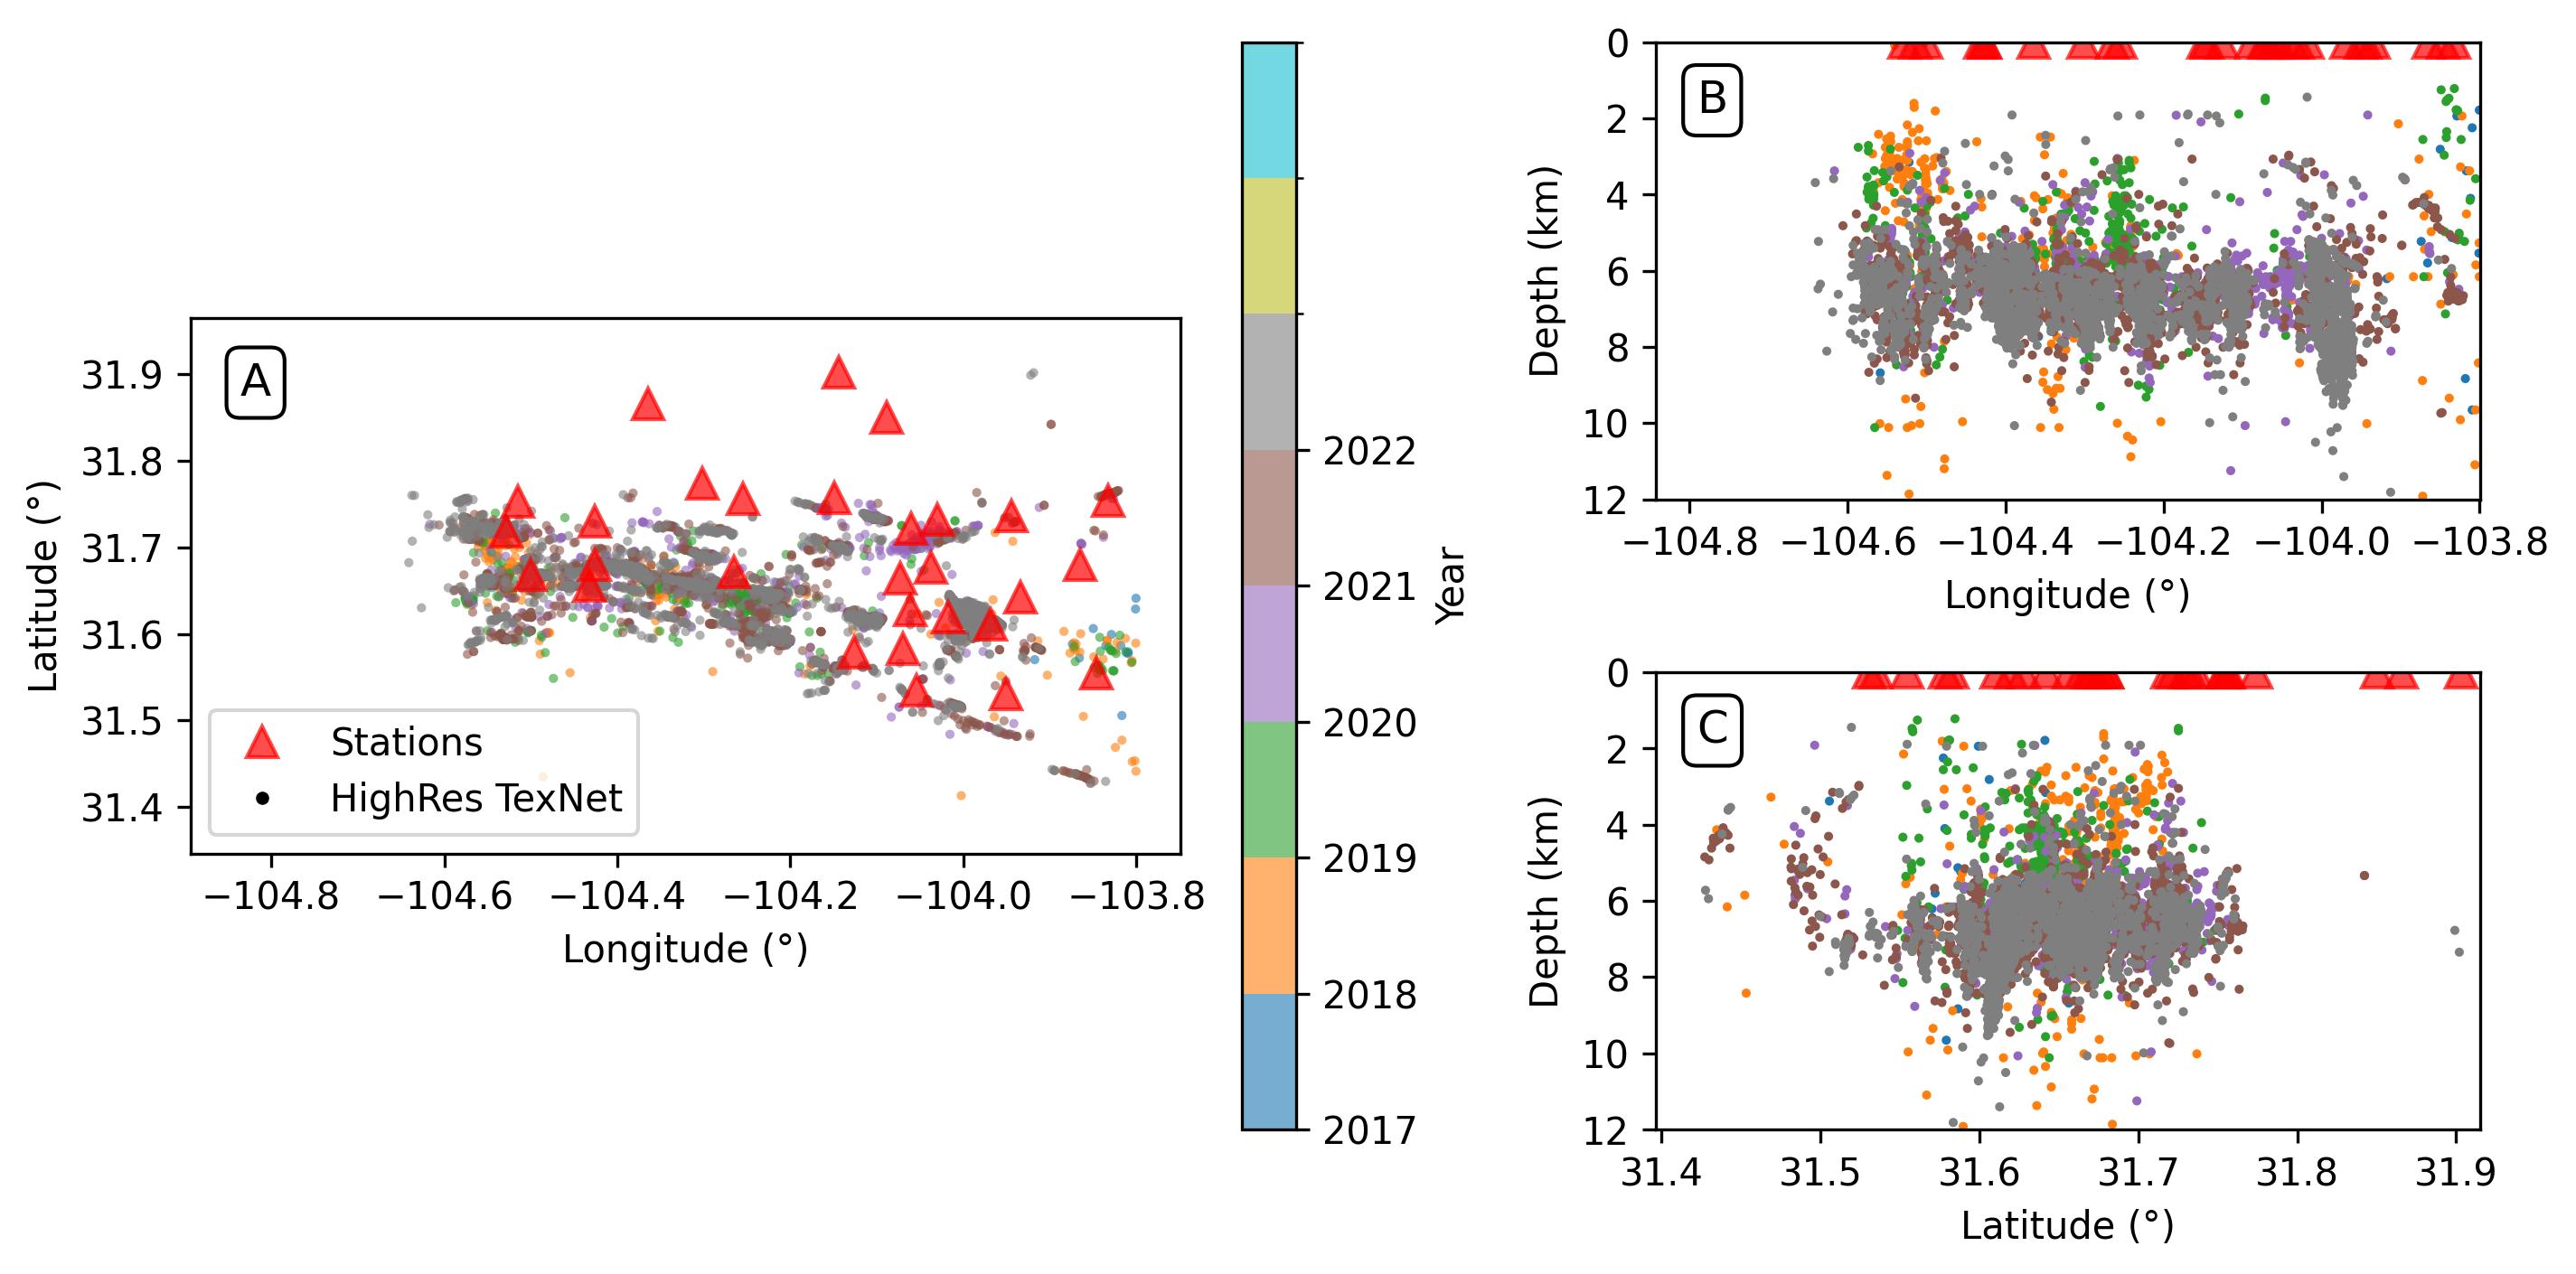 A
31.9
31.8
31.7
31.6
31.5
31.4
Latitude (°)
Stations
HighRes TexNet
−104.8 −104.6 −104.4 −104.2 −104.0 −103.8
Longitude (°)
2022
2021
2020
2019
2018
2017
Year
B
0
2
4
6
8
10
12
Depth (km)
−104.8 −104.6 −104.4 −104.2 −104.0 −103.8
Longitude (°)
C
0
2
4
6
8
10
12
Depth (km)
31.4 31.5 31.6 31.7 31.8 31.9
Latitude (°)